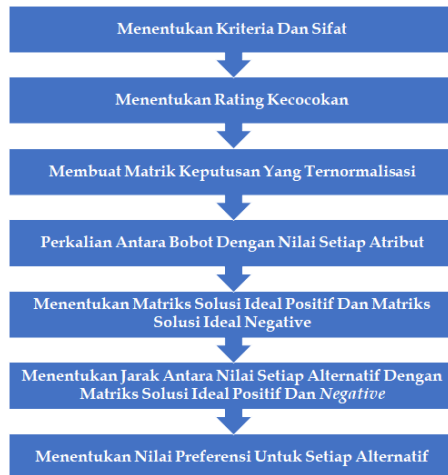 Menentukan Kriteria Dan Sifat
Menentukan Rating Kecocokan
Membuat Matrik Keputusan Yang Ternormalisasi
Perkalian Antara Bobot Dengan Nilai Setiap Atribut
Menentukan Matriks Solusi Ideal Positif Dan Matriks
Solusi Ideal Negative
Menentukan Jarak Antara Nilai Setiap Alternatif Dengan
Matriks Solusi Ideal Positif Dan Negative
Menentukan Nilai Preferensi Untuk Setiap Alternatif